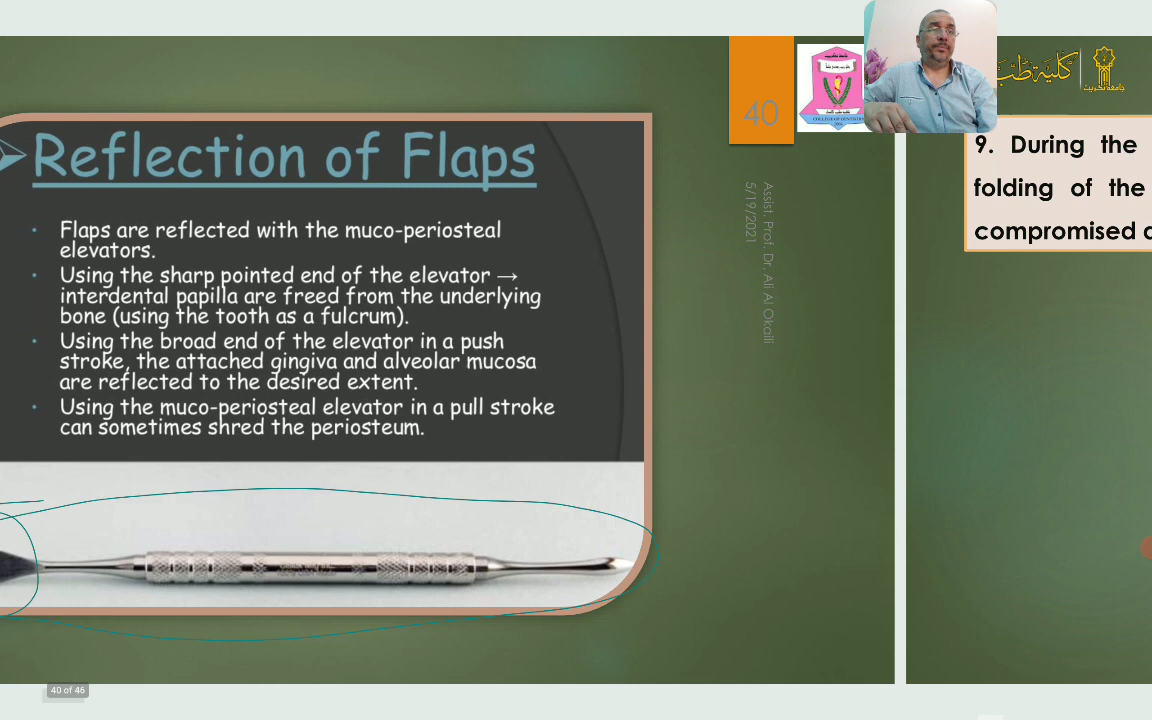 Reflection of Flaps
• Flaps are reflected with the muco-periosteal
elevators.
• Using the sharp pointed end of the elevator →
interdental papilla are freed from the underlying
bone (using the tooth as a fulcrum).
• Using the broad end of the elevator in a push
stroke, the attached gingiva and alveolar mucosa
are reflected to the desired extent.
• Using the muco-periosteal elevator in a pull stroke
can sometimes shred the periosteum.
40
Assist. Prof. Dr. Ali Al Okaili
5/19/2021
9. During the
folding of the
compromised
40 of 46